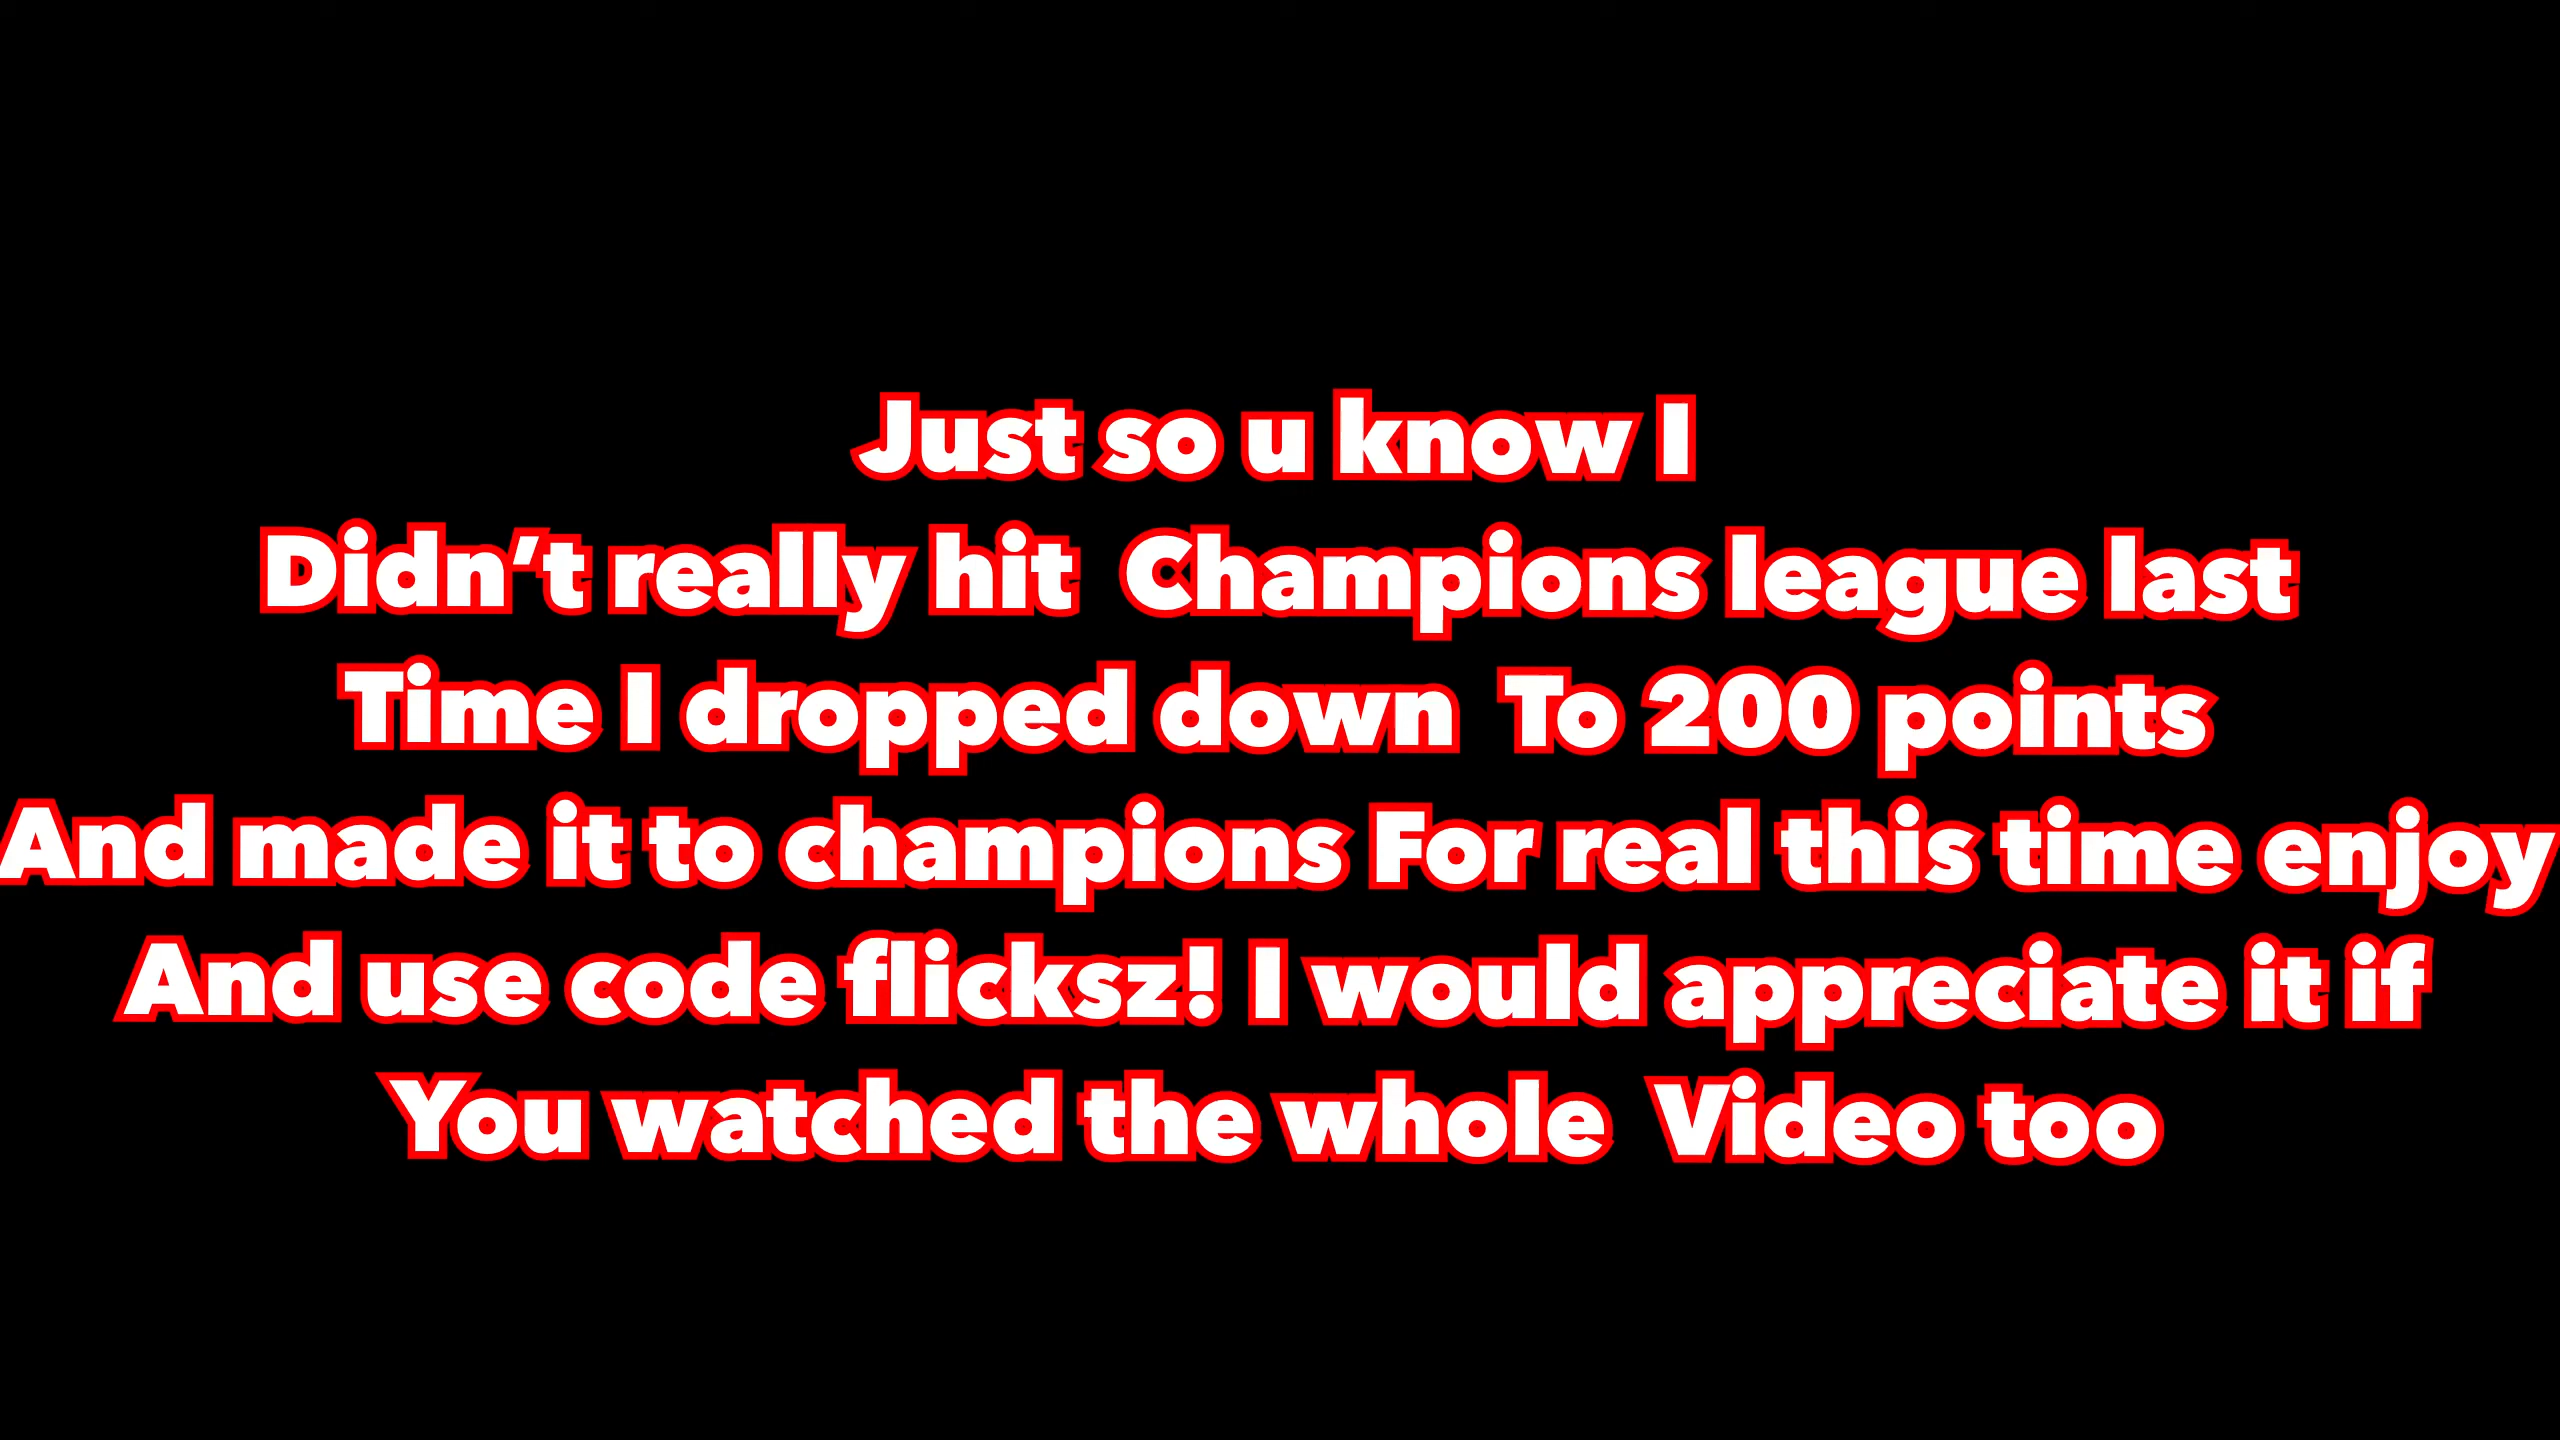 Just so u know I
Didn’t really hit  Champions league last
Time I dropped down  To 200 points
And made it to champions For real this time enjoy
And use code flicksz! I would appreciate it if
You watched the whole  Video too